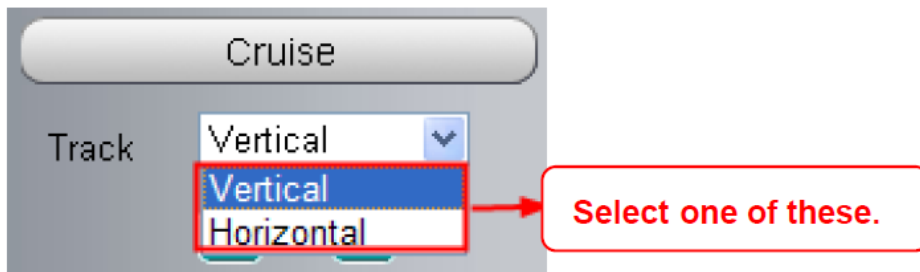 Cruise
Track Vertical
Vertical
Horizontal
Select one of these.